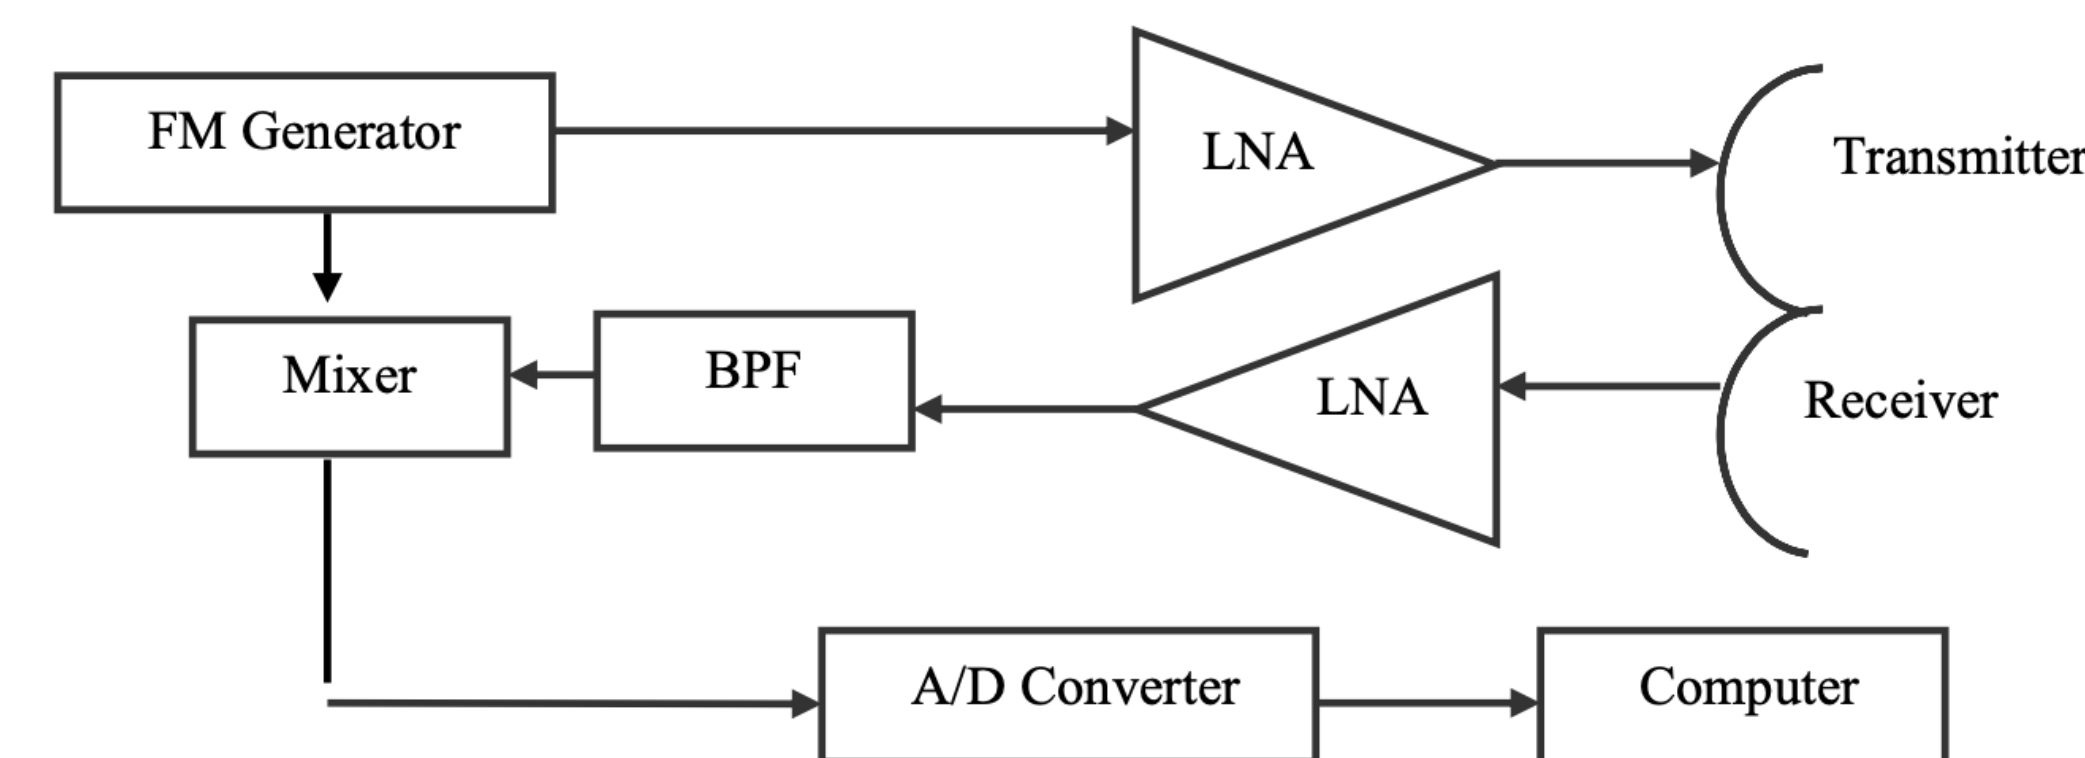 FM Generator
LNA
Transmitter
Mixer
BPF
LNA
Receiver
A/D Converter
Computer